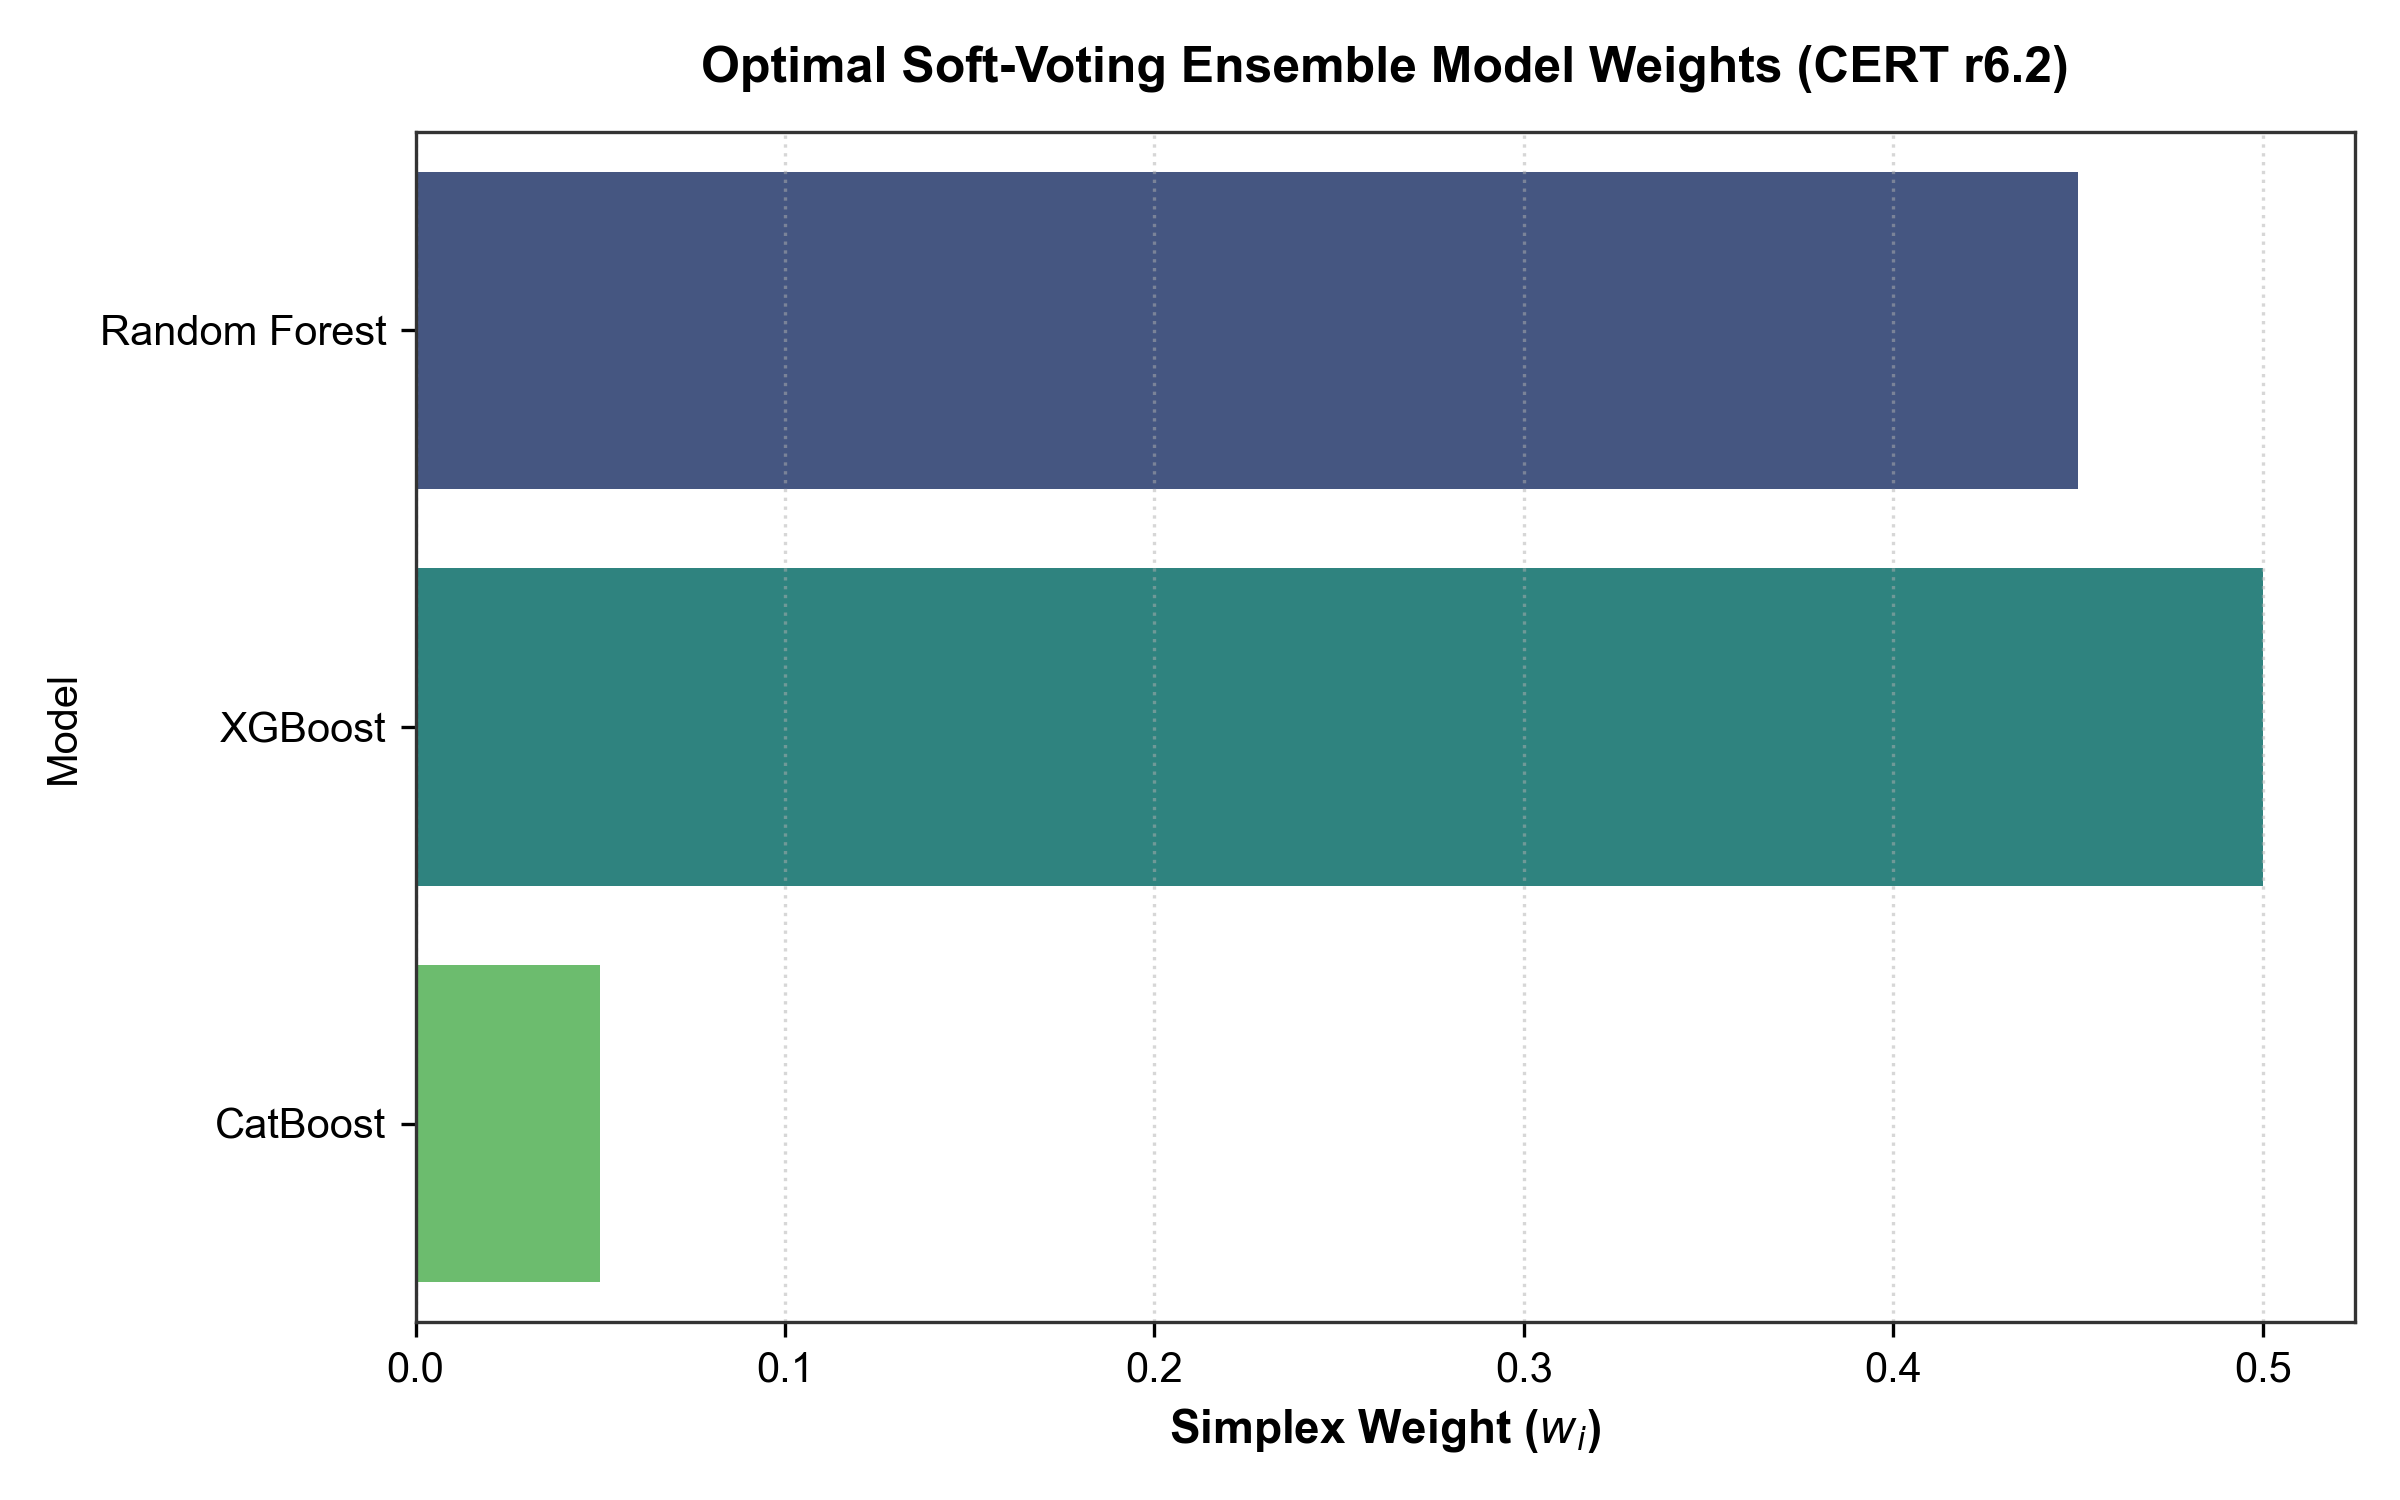 Optimal Soft-Voting Ensemble Model Weights (CERT r6.2)
Model
Random Forest
XGBoost
CatBoost
0.0 0.1 0.2 0.3 0.4 0.5
Simplex Weight (wᵢ)